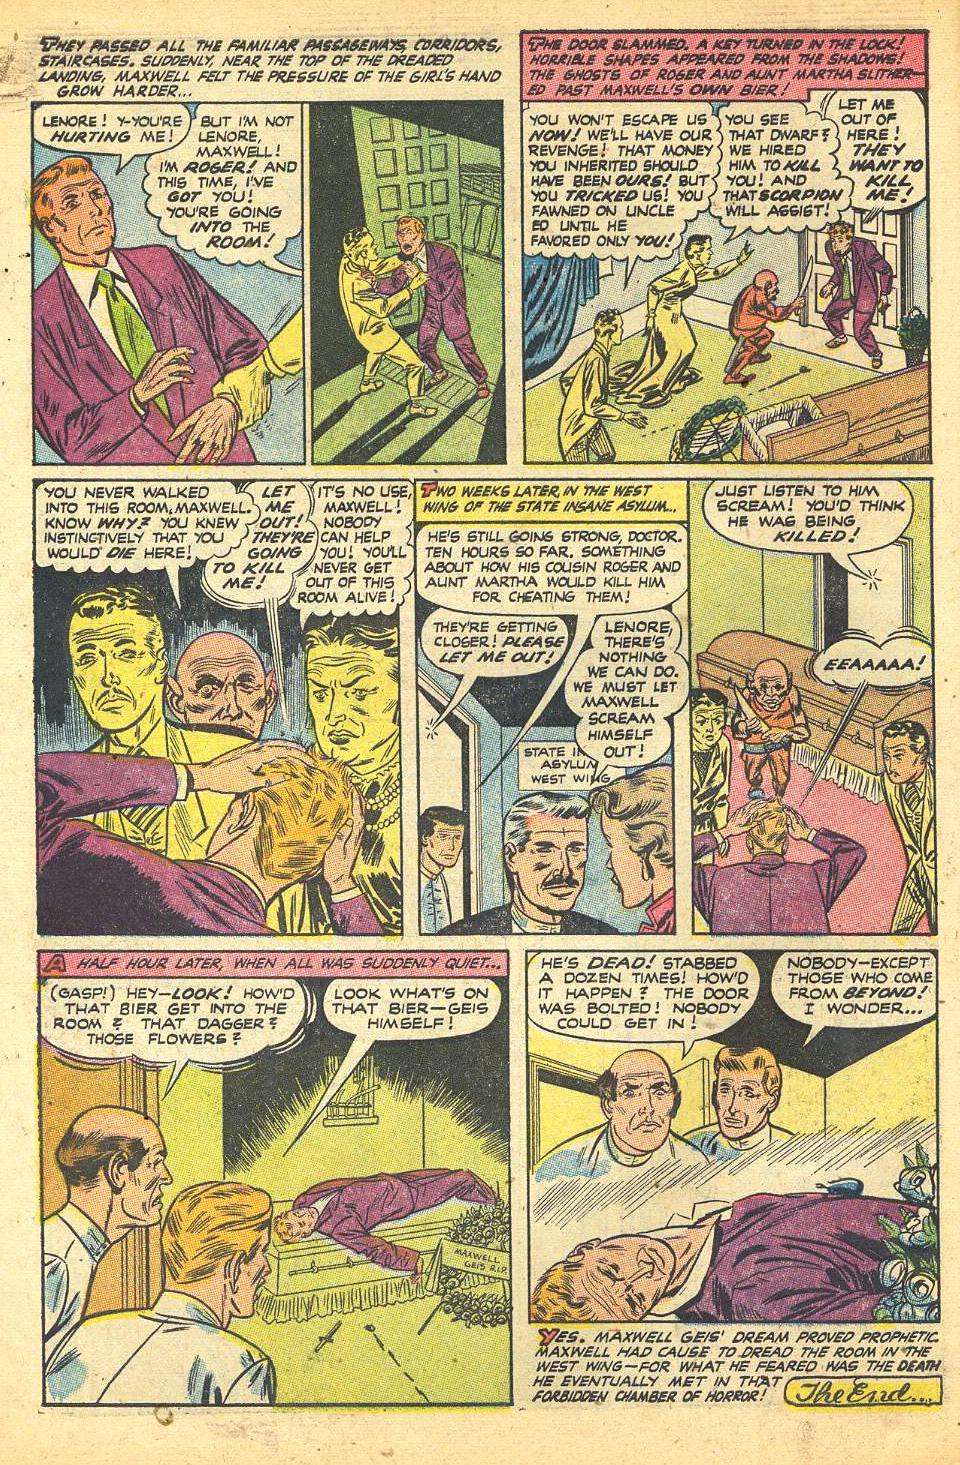 THEY PASSED ALL THE FAMILIAR PASSAGEWAYS, CORRIDORS,
STAIRCASES. SUDDENLY, NEAR THE TOP OF THE DREADED
LANDING, MAXWELL FELT THE PRESSURE OF THE GIRL'S HAND
GROW HARDER...
LENORE! Y-YOU'RE
HURTING ME!
BUT I'M NOT
LENORE,
MAXWELL!
I'M ROGER! AND
THIS TIME, I'VE
GOT YOU!
YOU'RE GOING
INTO THE
ROOM!
THE DOOR SLAMMED. A KEY TURNED IN THE LOCK!
HORRIBLE SHAPES APPEARED FROM THE SHADOWS!
THE GHOSTS OF ROGER AND AUNT MARTHA SLITHER-
ED PAST MAXWELL'S OWN BIER!
YOU WON'T ESCAPE US
NOW! WE'LL HAVE OUR
REVENGE! THAT MONEY
YOU INHERITED SHOULD
HAVE BEEN OURS! BUT
YOU TRICKED US! YOU
FAWNED ON UNCLE
ED UNTIL HE
FAVORED ONLY YOU!
YOU SEE
THAT DWARF?
WE HIRED
HIM TO KILL
YOU! AND
THAT SCORPION
WILL ASSIST!
LET ME
OUT OF
HERE!
THEY
WANT TO
KILL
ME!
YOU NEVER WALKED
INTO THIS ROOM, MAXWELL.
KNOW WHY? YOU KNEW
INSTINCTIVELY THAT YOU
WOULD DIE HERE!
LET
ME
OUT!
THEY'RE
GOING
TO KILL
ME!
IT'S NO USE,
MAXWELL!
NOBODY
CAN HELP
YOU! YOU'LL
NEVER GET
OUT OF THIS
ROOM ALIVE!
TWO WEEKS LATER, IN THE WEST
WING OF THE STATE INSANE ASYLUM...
HE'S STILL GOING STRONG, DOCTOR.
TEN HOURS SO FAR. SOMETHING
ABOUT HOW HIS COUSIN ROGER AND
AUNT MARTHA WOULD KILL HIM
FOR CHEATING THEM!
THEY'RE GETTING
CLOSER! PLEASE
LET ME OUT!
LENORE,
THERE'S
NOTHING
WE CAN DO.
WE MUST LET
MAXWELL
SCREAM
HIMSELF
OUT!
STATE IN
ASYLUM
WEST WING
JUST LISTEN TO HIM
SCREAM! YOU'D THINK
HE WAS BEING
KILLED!
EEAAAAA!
A HALF HOUR LATER, WHEN ALL WAS SUDDENLY QUIET...
(GASP!) HEY-LOOK! HOW'D
THAT BIER GET INTO THE
ROOM? THAT DAGGER?
THOSE FLOWERS?
LOOK WHAT'S ON
THAT BIER-GEIS
HIMSELF!
MAXWELL
GEIS R.I.P.
HE'S DEAD! STABBED
A DOZEN TIMES! HOW'D
IT HAPPEN? THE DOOR
WAS BOLTED! NOBODY
COULD GET IN!
NOBODY-EXCEPT
THOSE WHO COME
FROM BEYOND!
I WONDER...
YES. MAXWELL GEIS' DREAM PROVED PROPHETIC.
MAXWELL HAD CAUSE TO DREAD THE ROOM IN THE
WEST WING-FOR WHAT HE FEARED WAS THE DEATH
HE EVENTUALLY MET IN THAT
FORBIDDEN CHAMBER OF HORROR!
The End...